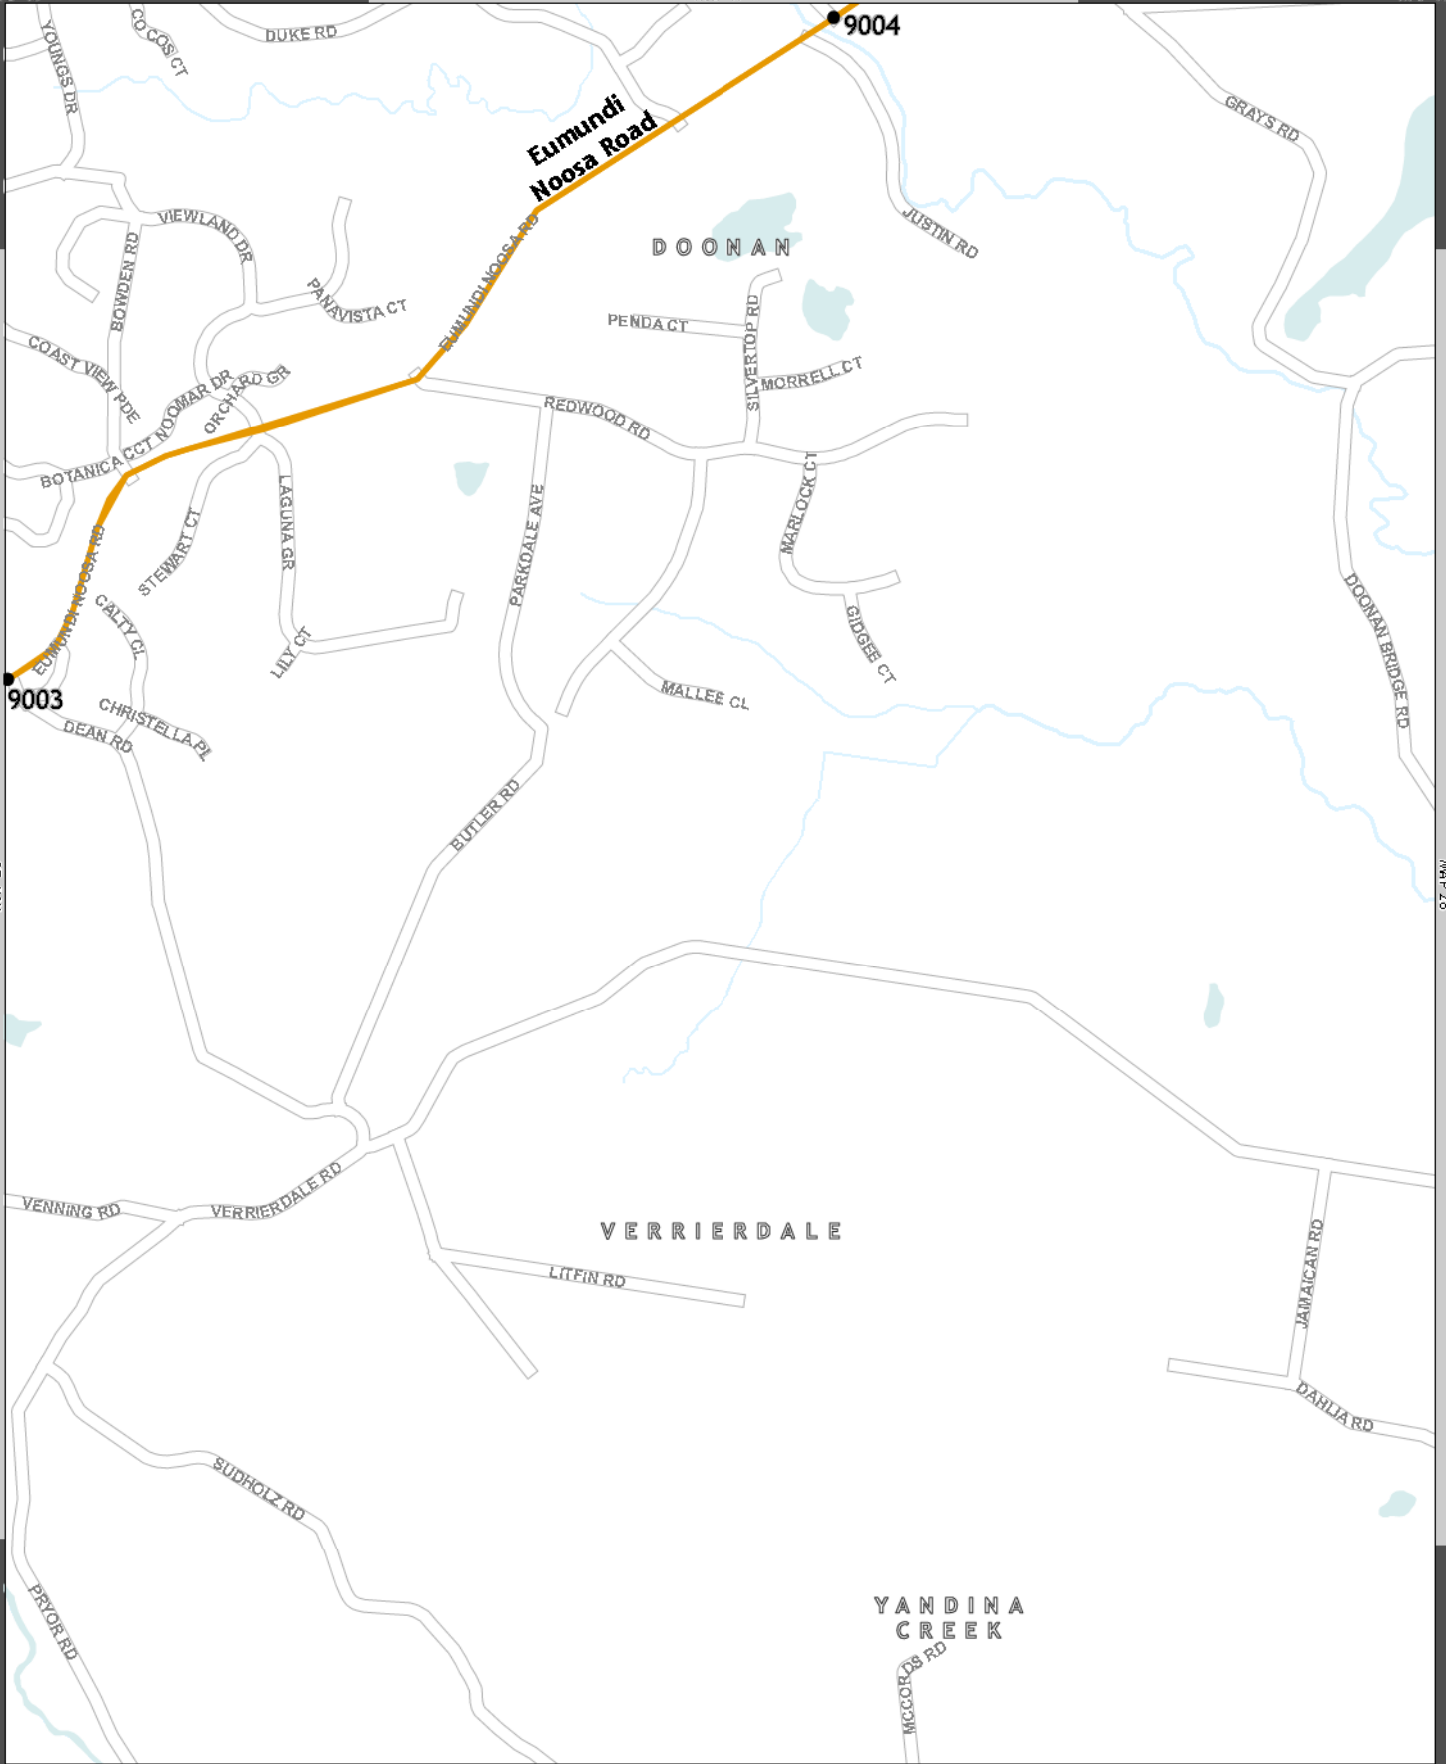 9004
DUKE RD
CO COS CT
YOUNGS DR
GRAYS RD
Eumundi
Noosa Road
VIEWLAND DR
JUSTIN RD
DOONAN
BOWDEN RD
EUMUNDI NOOSA RD
PANAVISTA CT
PENDA CT
SILVERTOP RD
COAST VIEW PDE
MORRELL CT
NOOMAR DR
ORCHARD GR
REDWOOD RD
BOTANICA CCT
MARLOCK CT
LAGUNA GR
PARKDALE AVE
STEWART CT
EUMUNDI NOOSA RD
CALTY CL
GIDGEE CT
DOONAN BRIDGE RD
LILY CT
9003
MALLEE CL
CHRISTELLA PL
DEAN RD
BUTLER RD
VENNING RD
VERRIERDALE RD
VERRIERDALE
LITFIN RD
JAMAICAN RD
DAHLIA RD
SUDHOLZ RD
PRYOR RD
YANDINA
CREEK
MCCORDS RD